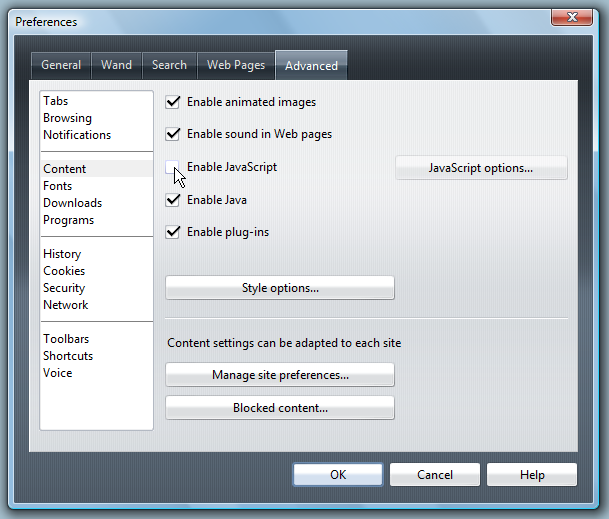 Preferences
General Wand Search Web Pages Advanced
Tabs
Browsing
Notifications
Content
Fonts
Downloads
Programs
History
Cookies
Security
Network
Toolbars
Shortcuts
Voice
Enable animated images
Enable sound in Web pages
Enable JavaScript
JavaScript options...
Enable Java
Enable plug-ins
Style options...
Content settings can be adapted to each site
Manage site preferences...
Blocked content...
OK Cancel Help